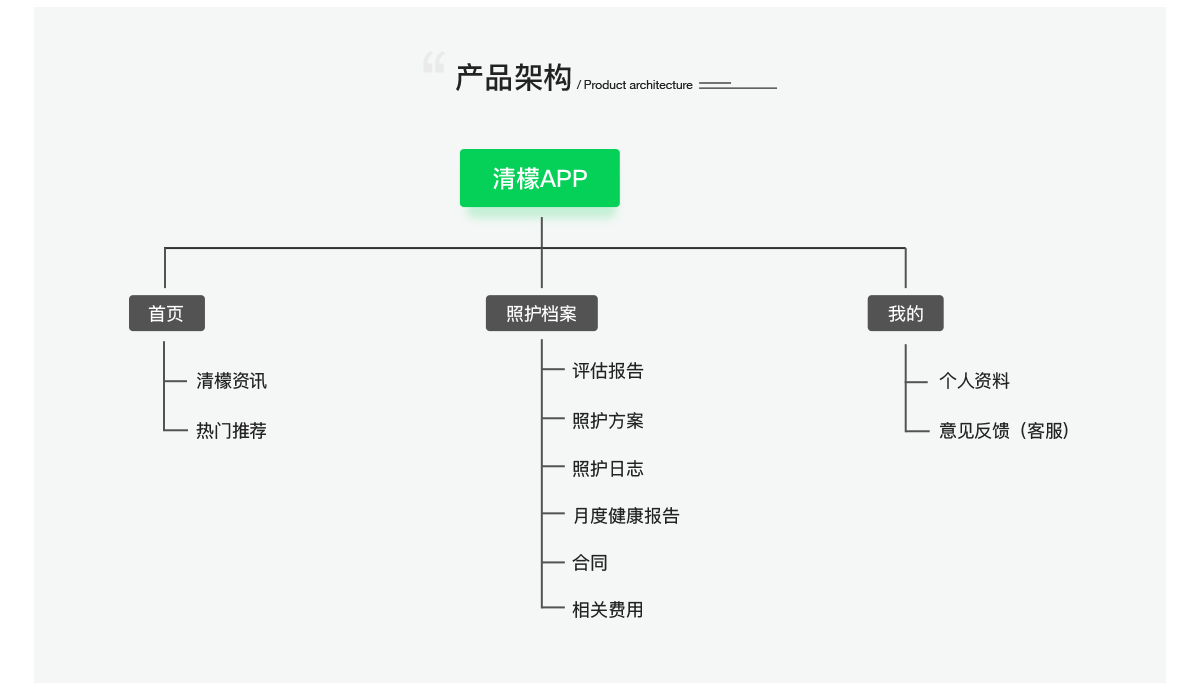 产品架构 / Product architecture
清檬APP
首页
照护档案
我的
清檬资讯
热门推荐
评估报告
照护方案
照护日志
月度健康报告
合同
相关费用
个人资料
意见反馈（客服）